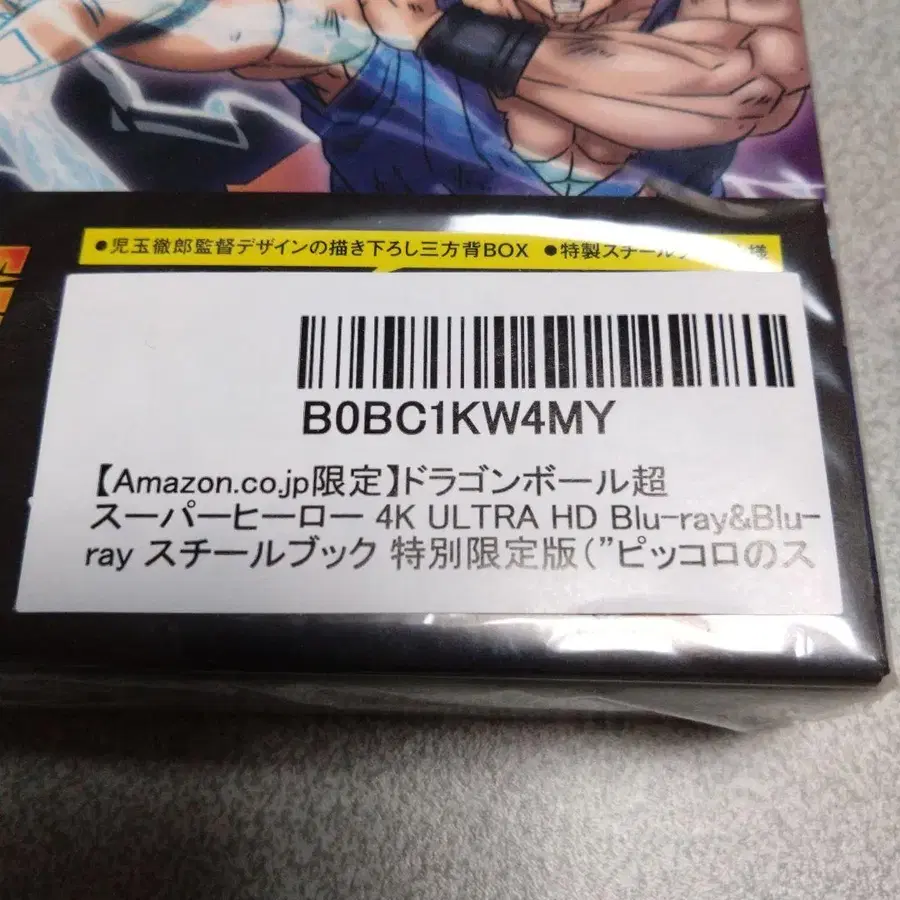 ●児玉徹郎監督デザインの描き下ろし三方背BOX ●特製スチール
B0BC1KW4MY
【Amazon.co.jp限定】ドラゴンボール超
スーパーヒーロー 4K ULTRA HD Blu-ray&Blu-
ray スチールブック 特別限定版("ピッコロのス